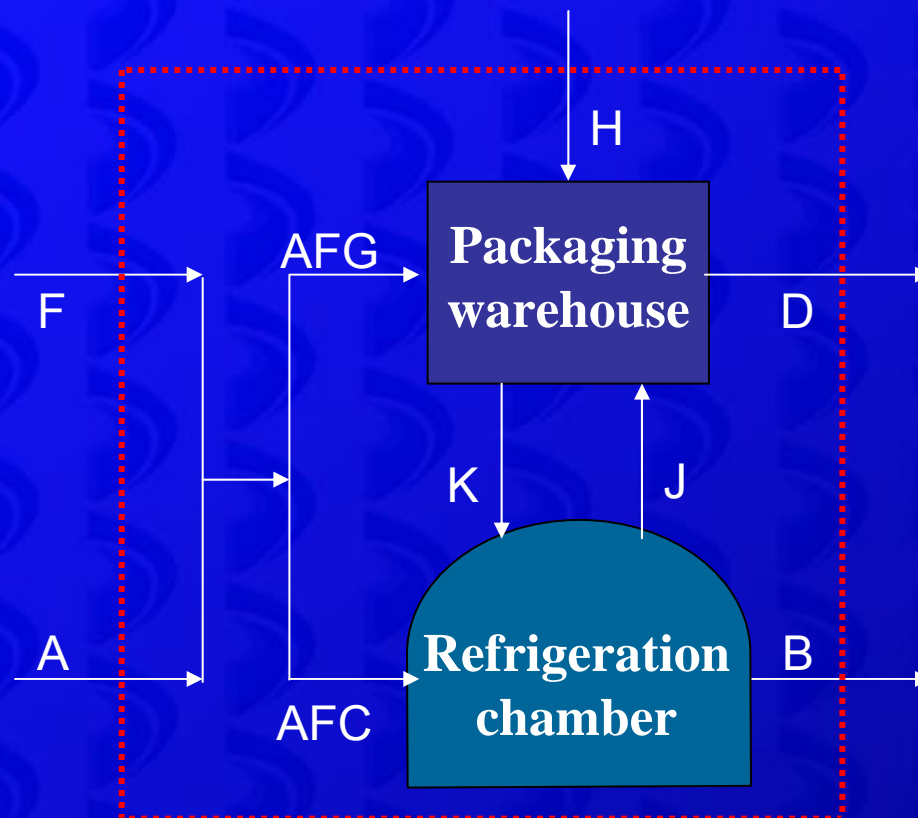 H
AFG
Packaging
warehouse
F
D
K
J
A
Refrigeration
chamber
B
AFC